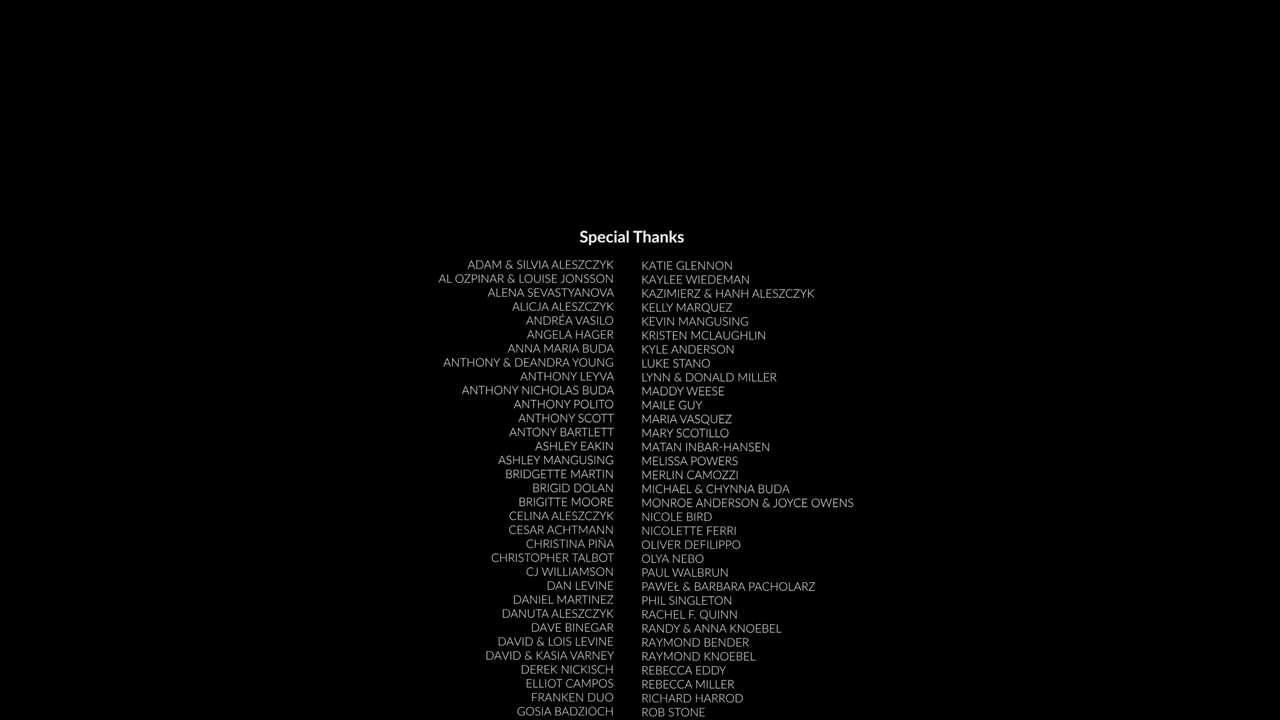 Special Thanks
ADAM & SILVIA ALESZCZYK
AL OZPINAR & LOUISE JONSSON
ALENA SEVASTYANOVA
ALICJA ALESZCZYK
ANDRÉA VASILO
ANGELA HAGER
ANNA MARIA BUDA
ANTHONY & DEANDRA YOUNG
ANTHONY LEYVA
ANTHONY NICHOLAS BUDA
ANTHONY POLITO
ANTHONY SCOTT
ANTONY BARTLETT
ASHLEY EAKIN
ASHLEY MANGUSING
BRIDGETTE MARTIN
BRIGID DOLAN
BRIGITTE MOORE
CELINA ALESZCZYK
CESAR ACHTMANN
CHRISTINA PIÑA
CHRISTOPHER TALBOT
CJ WILLIAMSON
DAN LEVINE
DANIEL MARTINEZ
DANUTA ALESZCZYK
DAVE BINEGAR
DAVID & LOIS LEVINE
DAVID & KASIA VARNEY
DEREK NICKISCH
ELLIOT CAMPOS
FRANKEN DUO
GOSIA BADZIOCH
KATIE GLENNON
KAYLEE WIEDEMAN
KAZIMIERZ & HANH ALESZCZYK
KELLY MARQUEZ
KEVIN MANGUSING
KRISTEN MCLAUGHLIN
KYLE ANDERSON
LUKE STANO
LYNN & DONALD MILLER
MADDY WEESE
MAILE GUY
MARIA VASQUEZ
MARY SCOTILLO
MATAN INBAR-HANSEN
MELISSA POWERS
MERLIN CAMOZZI
MICHAEL & CHYNNA BUDA
MONROE ANDERSON & JOYCE OWENS
NICOLE BIRD
NICOLETTE FERRI
OLIVER DEFILIPPO
OLYA NEBO
PAUL WALBRUN
PAWEŁ & BARBARA PACHOLARZ
PHIL SINGLETON
RACHEL F. QUINN
RANDY & ANNA KNOEBEL
RAYMOND BENDER
RAYMOND KNOEBEL
REBECCA EDDY
REBECCA MILLER
RICHARD HARROD
ROB STONE